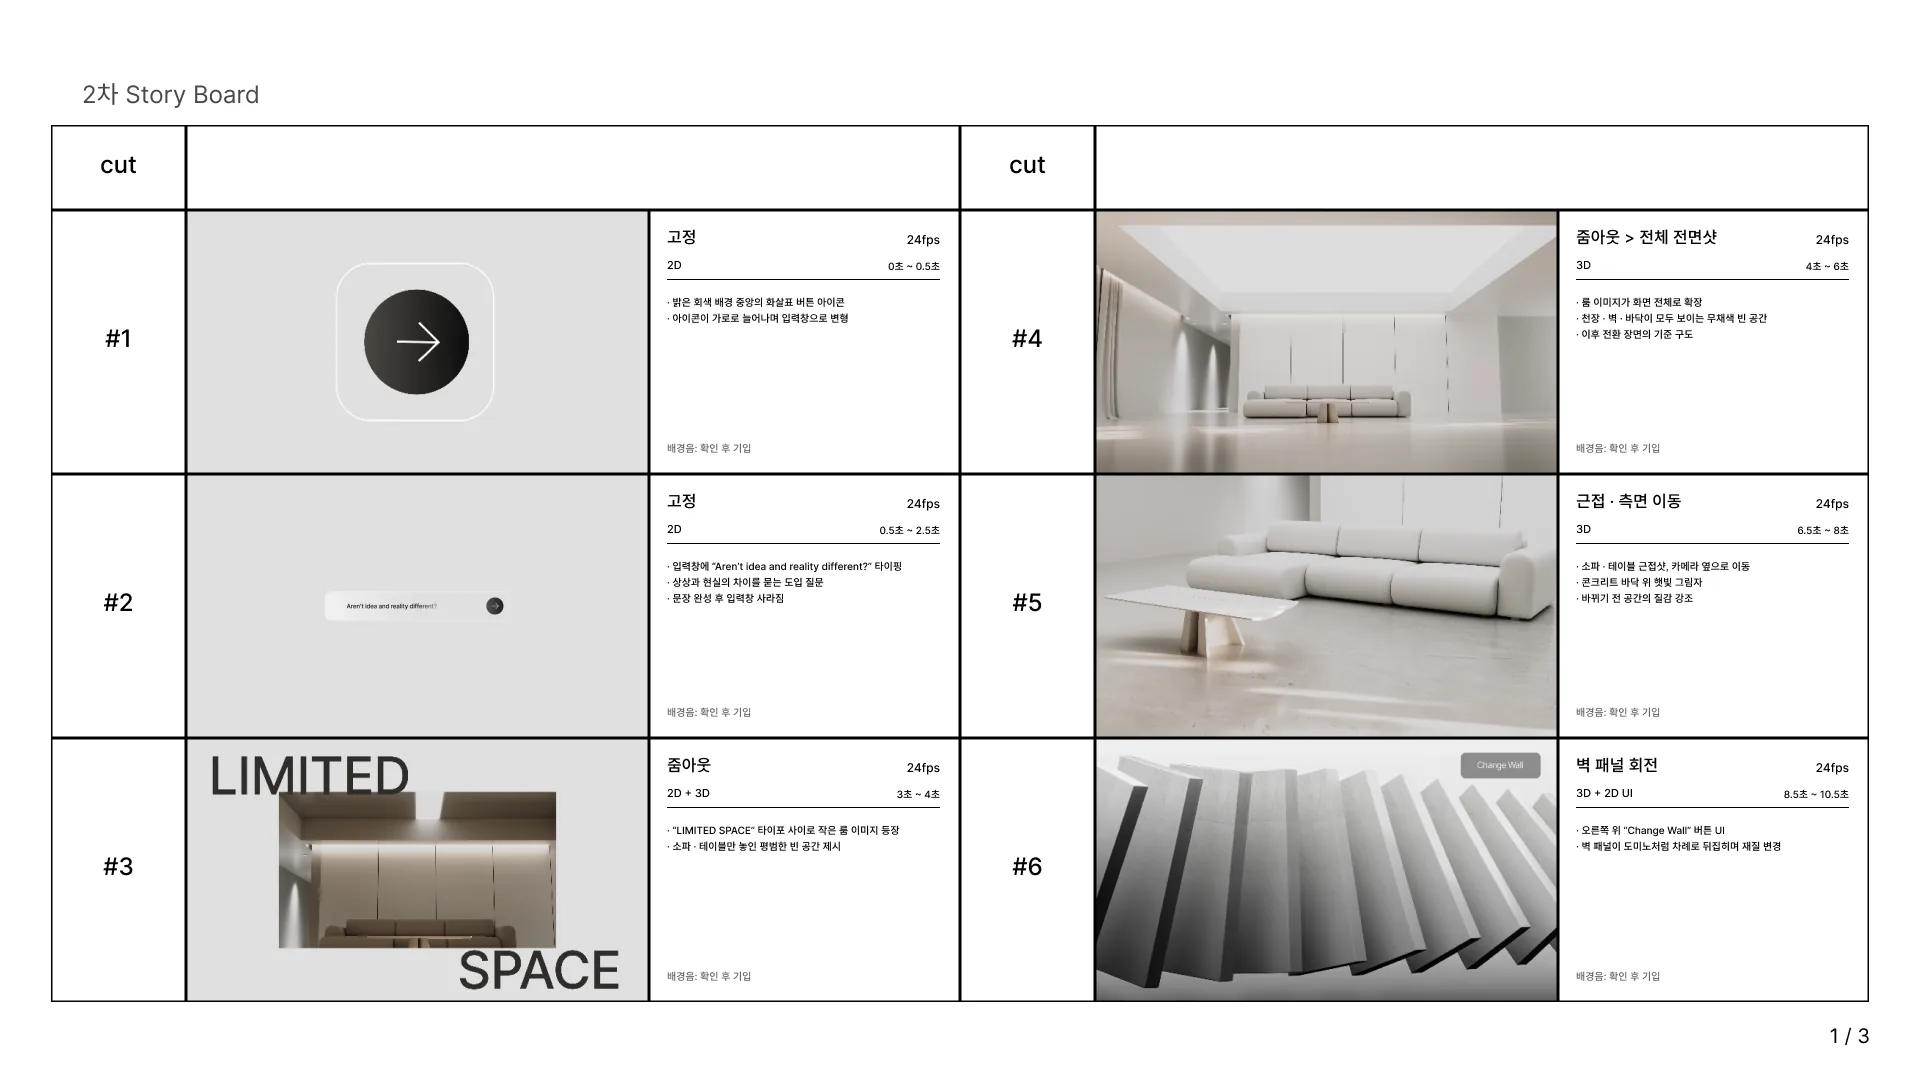 2차 Story Board
cut
cut
#1
고정
24fps
2D
0초 ~ 0.5초
· 밝은 회색 배경 중앙의 화살표 버튼 아이콘
· 아이콘이 가로로 늘어나며 입력창으로 변형
배경음: 확인 후 기입
#2
Aren't idea and reality different?
고정
24fps
2D
0.5초 ~ 2.5초
· 입력창에 “Aren't idea and reality different?” 타이핑
· 상상과 현실의 차이를 묻는 도입 질문
· 문장 완성 후 입력창 사라짐
배경음: 확인 후 기입
#3
LIMITED
SPACE
줌아웃
24fps
2D + 3D
3초 ~ 4초
· “LIMITED SPACE” 타이포 사이로 작은 룸 이미지 등장
· 소파 · 테이블만 놓인 평범한 빈 공간 제시
배경음: 확인 후 기입
#4
줌아웃 > 전체 전면샷
24fps
3D
4초 ~ 6초
· 룸 이미지가 화면 전체로 확장
· 천장 · 벽 · 바닥이 모두 보이는 무채색 빈 공간
· 이후 전환 장면의 기준 구도
배경음: 확인 후 기입
#5
근접 · 측면 이동
24fps
3D
6.5초 ~ 8초
· 소파 · 테이블 근접샷, 카메라 옆으로 이동
· 콘크리트 바닥 위 햇빛 그림자
· 바뀌기 전 공간의 질감 강조
배경음: 확인 후 기입
#6
Change Wall
벽 패널 회전
24fps
3D + 2D UI
8.5초 ~ 10.5초
· 오른쪽 위 “Change Wall” 버튼 UI
· 벽 패널이 도미노처럼 차례로 뒤집히며 재질 변경
배경음: 확인 후 기입
1 / 3